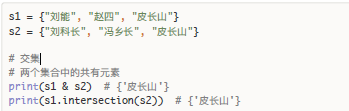 s1 = {"刘能", "赵四", "皮长山"}
s2 = {"刘科长", "冯乡长", "皮长山"}
# 交集
# 两个集合中的共有元素
print(s1 & s2)  # {'皮长山'}
print(s1.intersection(s2))  # {'皮长山'}